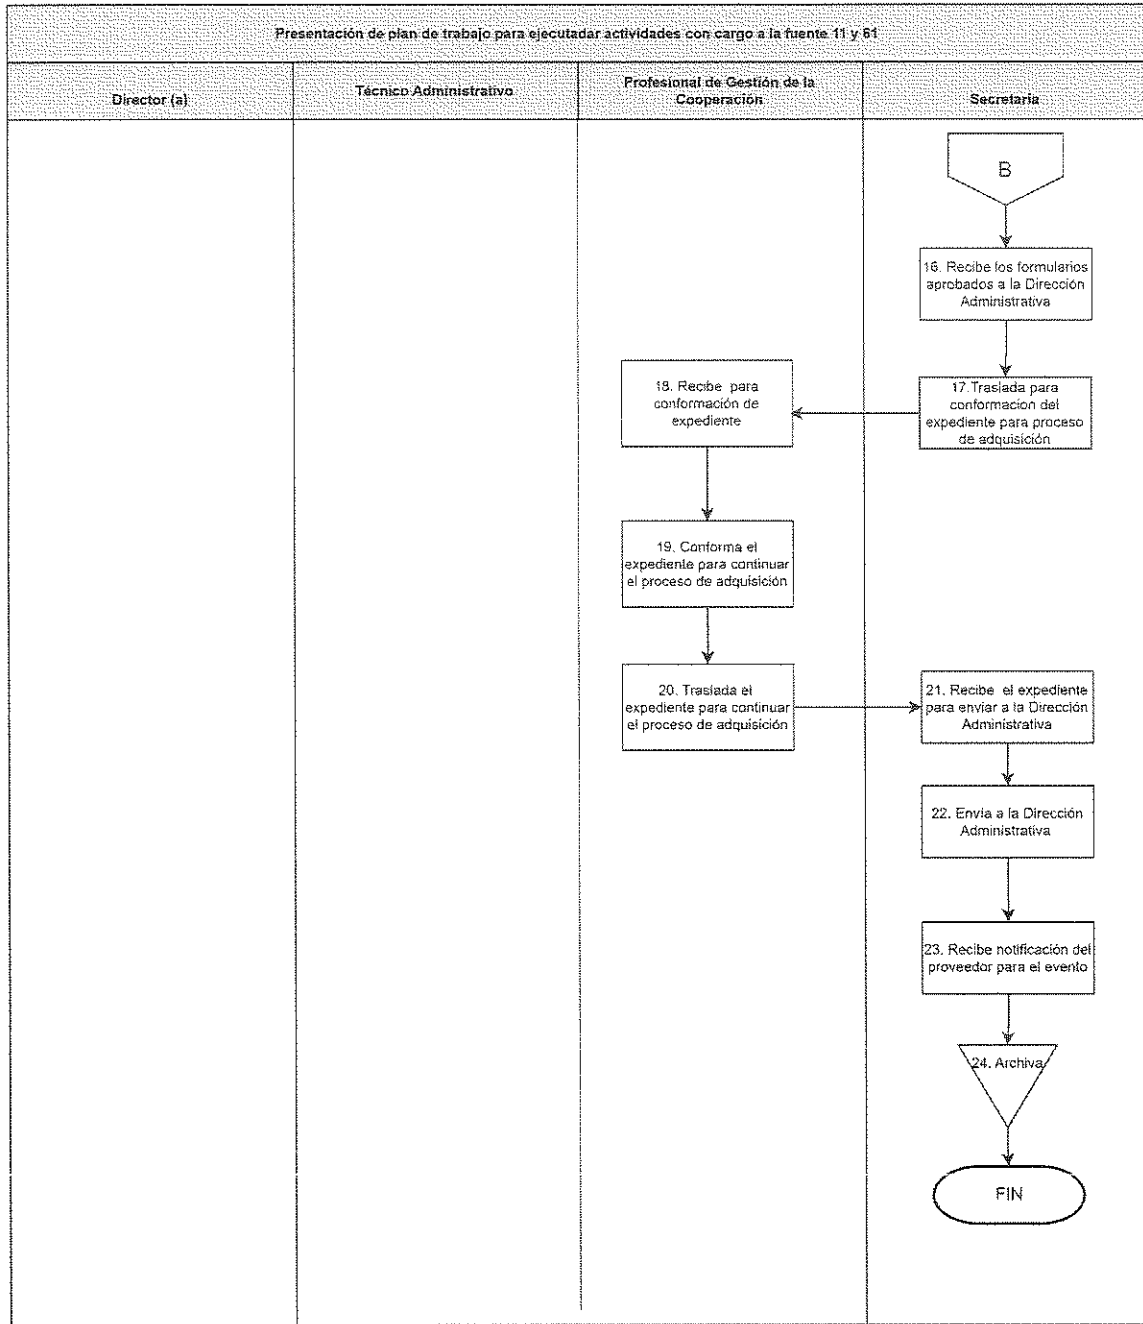 Presentación de plan de trabajo para ejecutadar actividades con cargo a la fuente 11 y 61
Director (a)
Técnico Administrativo
Profesional de Gestión de la
Cooperación
Secretaria
B
16. Recibe los formularios
aprobados a la Dirección
Administrativa
17.Traslada para
conformacion del
expediente para proceso
de adquisición
18. Recibe para
conformación de
expediente
19. Conforma el
expediente para continuar
el proceso de adquisición
20. Traslada el
expediente para continuar
el proceso de adquisición
21. Recibe el expediente
para enviar a la Dirección
Administrativa
22. Envía a la Dirección
Administrativa
23. Recibe notificación del
proveedor para el evento
24. Archiva
FIN